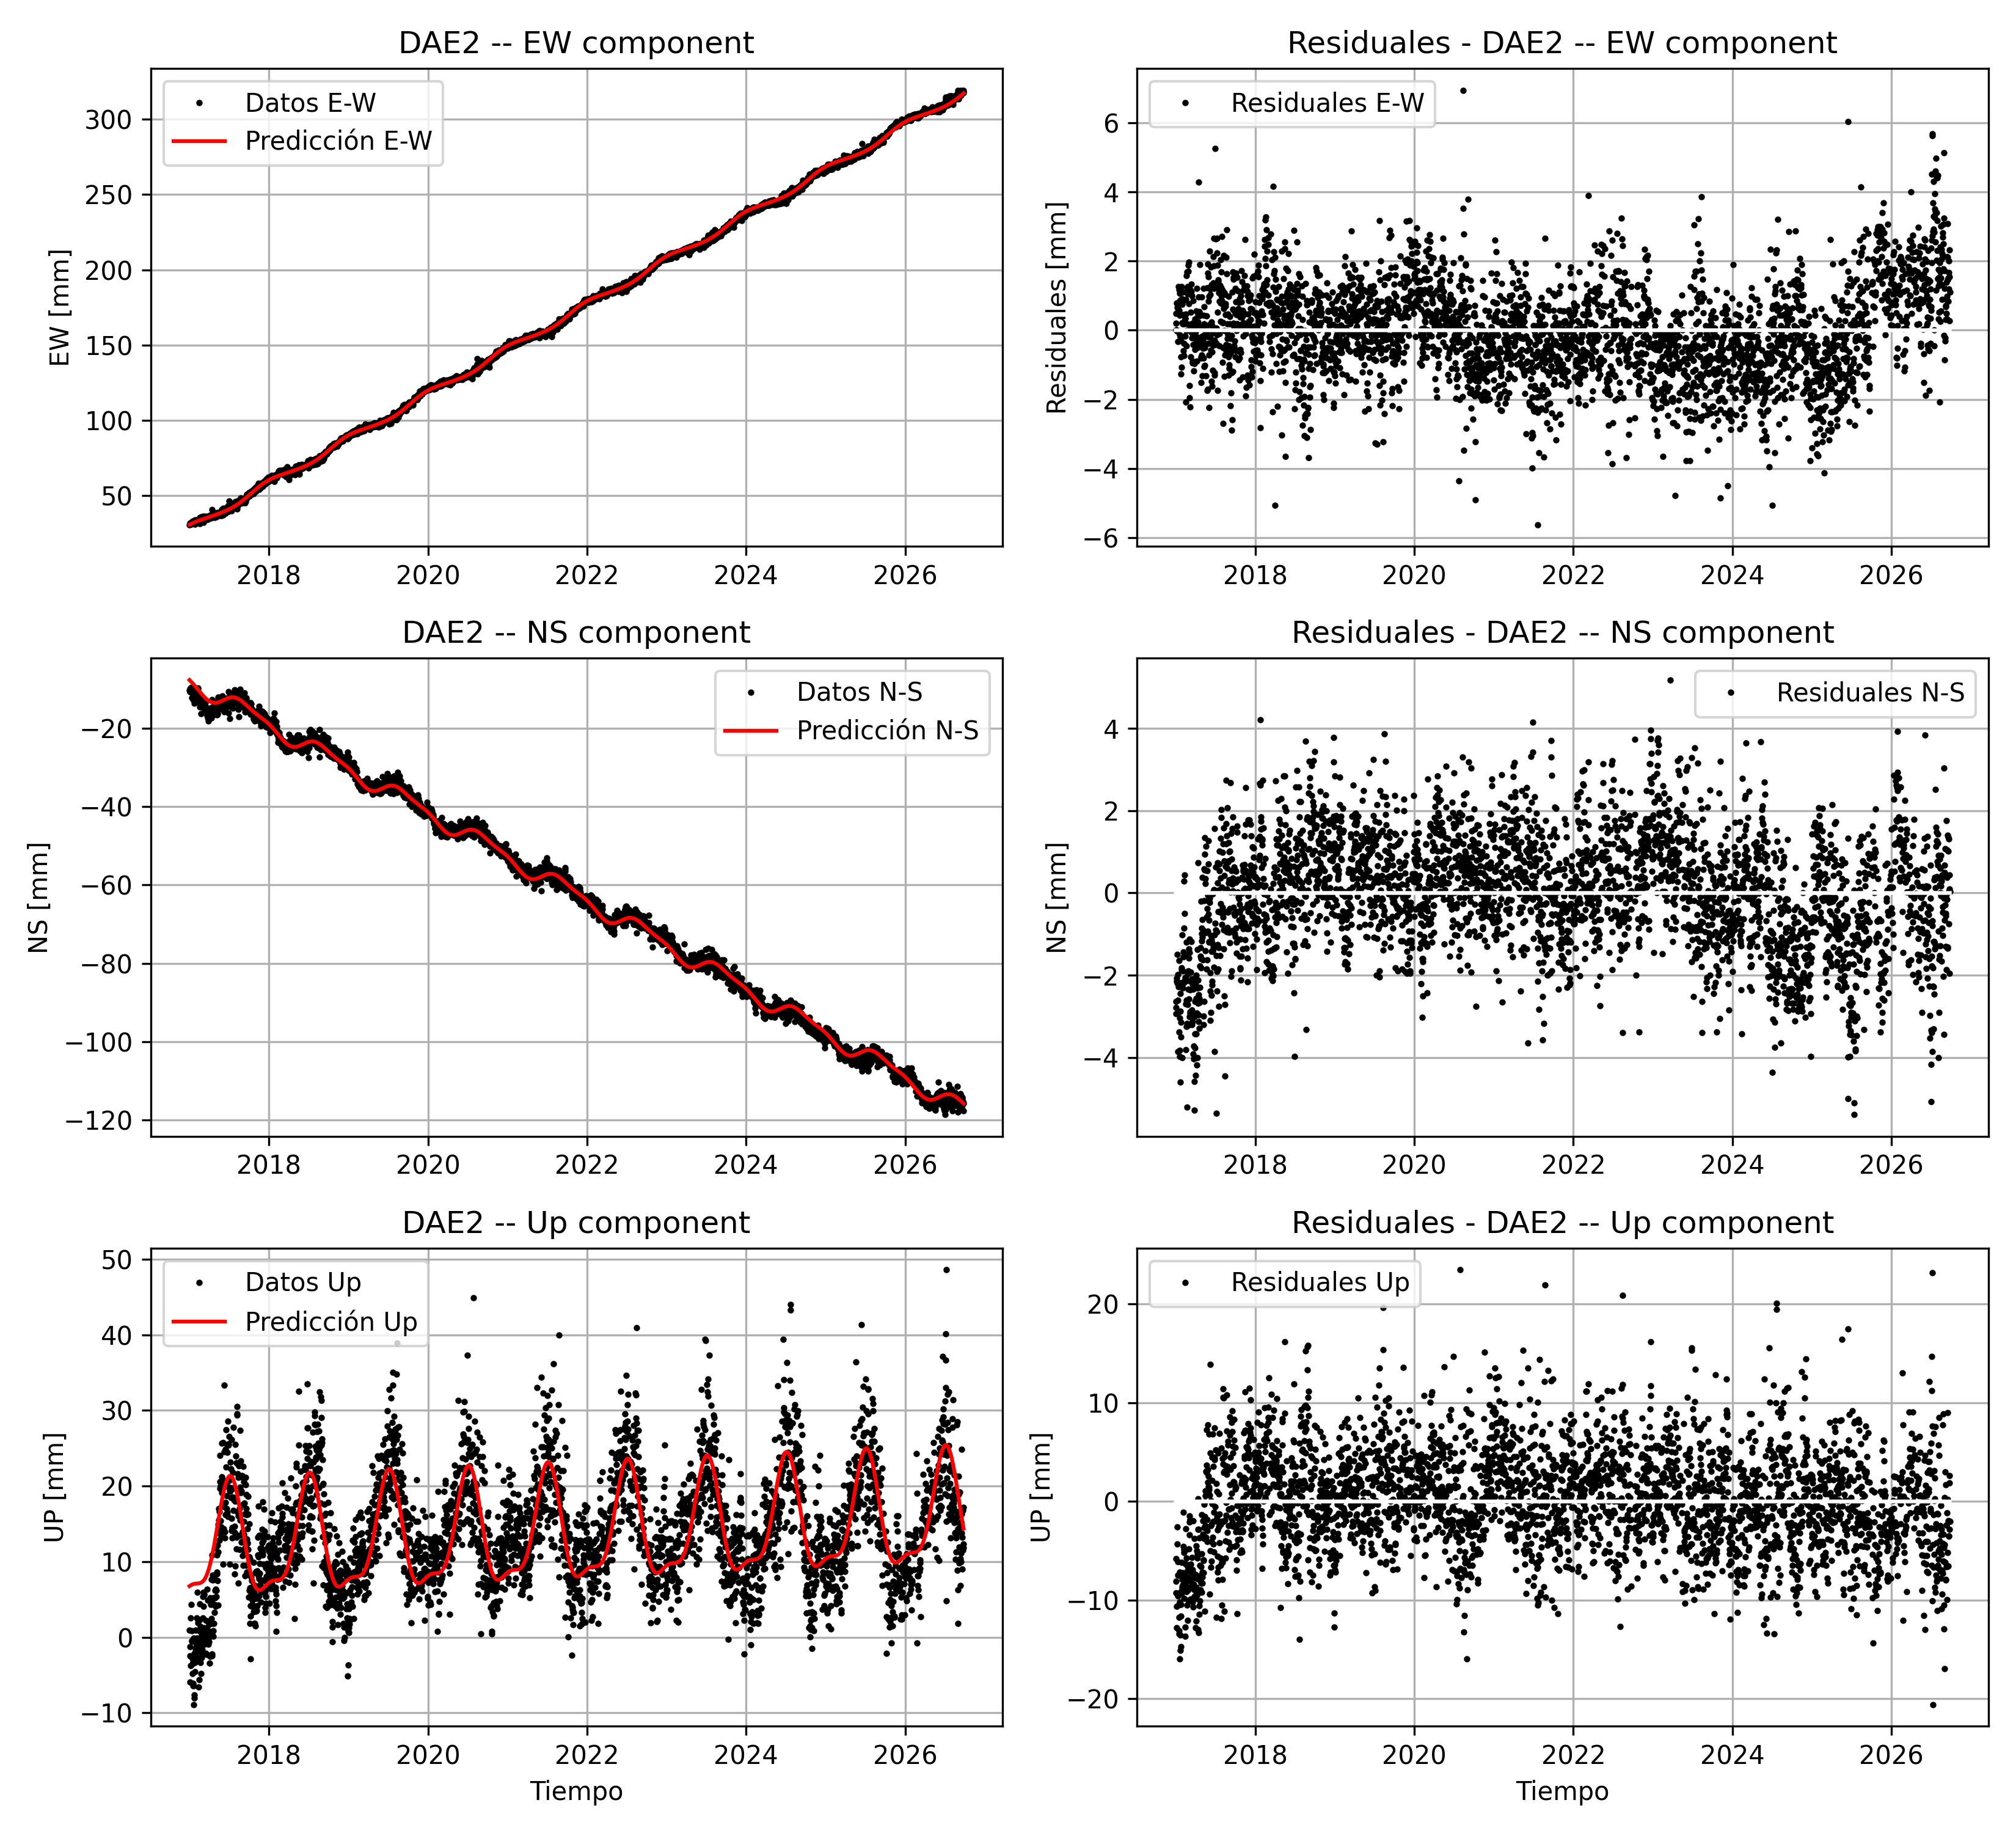 DAE2 -- EW component
Datos E-W
Predicción E-W
EW [mm]
300
250
200
150
100
50
2018 2020 2022 2024 2026
Residuales - DAE2 -- EW component
Residuales E-W
Residuales [mm]
6
4
2
0
−2
−4
−6
2018 2020 2022 2024 2026
DAE2 -- NS component
Datos N-S
Predicción N-S
NS [mm]
−20
−40
−60
−80
−100
−120
2018 2020 2022 2024 2026
Residuales - DAE2 -- NS component
Residuales N-S
NS [mm]
4
2
0
−2
−4
2018 2020 2022 2024 2026
DAE2 -- Up component
Datos Up
Predicción Up
UP [mm]
50
40
30
20
10
0
−10
2018 2020 2022 2024 2026
Tiempo
Residuales - DAE2 -- Up component
Residuales Up
UP [mm]
20
10
0
−10
−20
2018 2020 2022 2024 2026
Tiempo